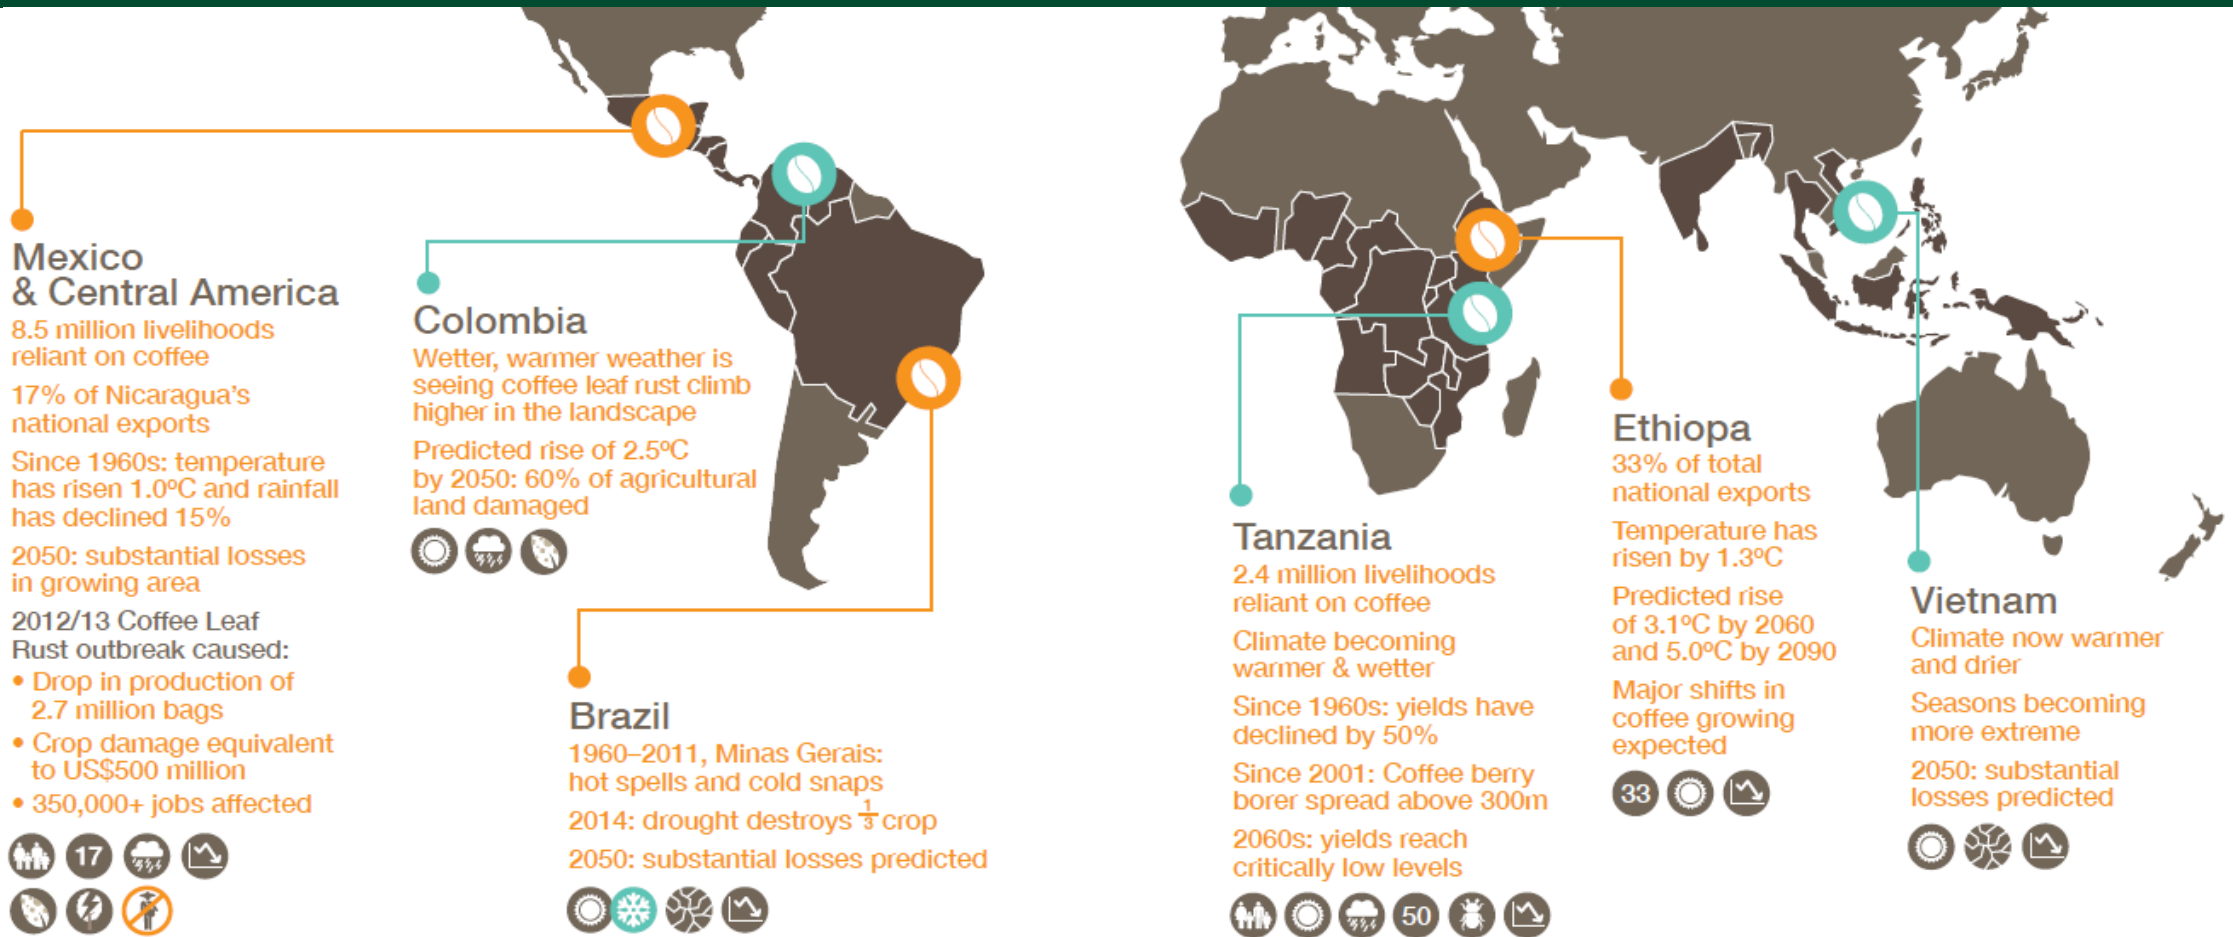 Mexico
& Central America
8.5 million livelihoods
reliant on coffee
17% of Nicaragua's
national exports
Since 1960s: temperature
has risen 1.0ºC and rainfall
has declined 15%
2050: substantial losses
in growing area
2012/13 Coffee Leaf
Rust outbreak caused:
• Drop in production of
2.7 million bags
• Crop damage equivalent
to US$500 million
• 350,000+ jobs affected
17
Colombia
Wetter, warmer weather is
seeing coffee leaf rust climb
higher in the landscape
Predicted rise of 2.5ºC
by 2050: 60% of agricultural
land damaged
Brazil
1960–2011, Minas Gerais:
hot spells and cold snaps
2014: drought destroys 1/3 crop
2050: substantial losses predicted
Tanzania
2.4 million livelihoods
reliant on coffee
Climate becoming
warmer & wetter
Since 1960s: yields have
declined by 50%
Since 2001: Coffee berry
borer spread above 300m
2060s: yields reach
critically low levels
50
Ethiopa
33% of total
national exports
Temperature has
risen by 1.3ºC
Predicted rise
of 3.1ºC by 2060
and 5.0ºC by 2090
Major shifts in
coffee growing
expected
33
Vietnam
Climate now warmer
and drier
Seasons becoming
more extreme
2050: substantial
losses predicted